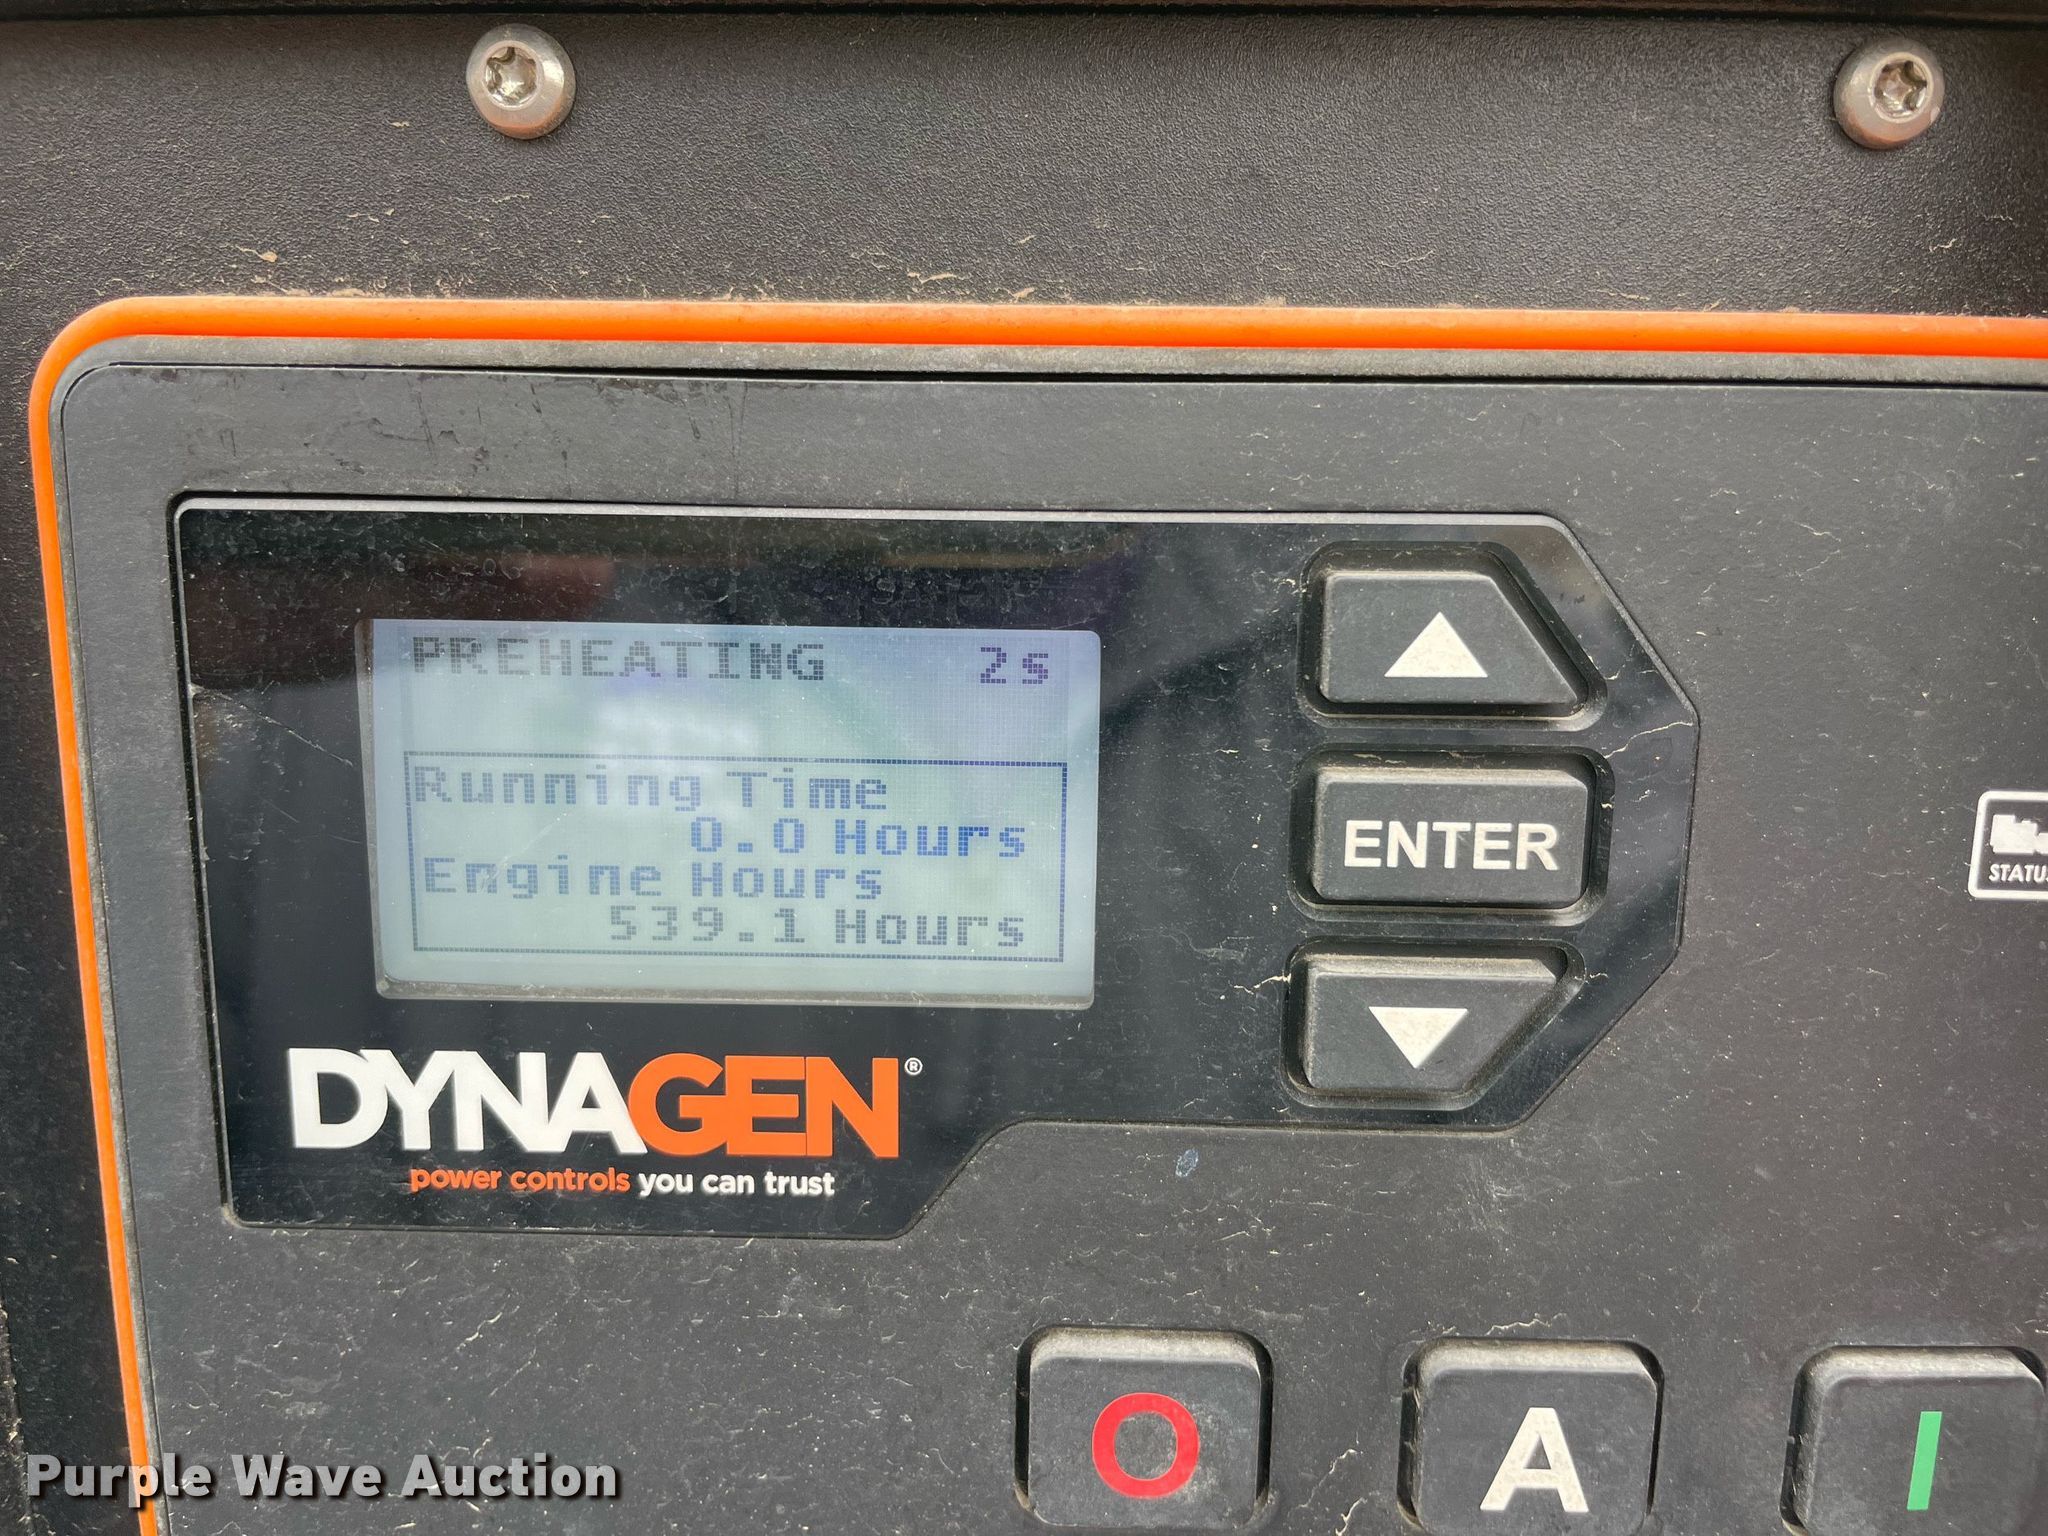 PREHEATING 2s
Running Time
0.0 Hours
Engine Hours
539.1 Hours
ENTER
STATUS
DYNAGEN®
power controls you can trust
O A I
Purple Wave Auction